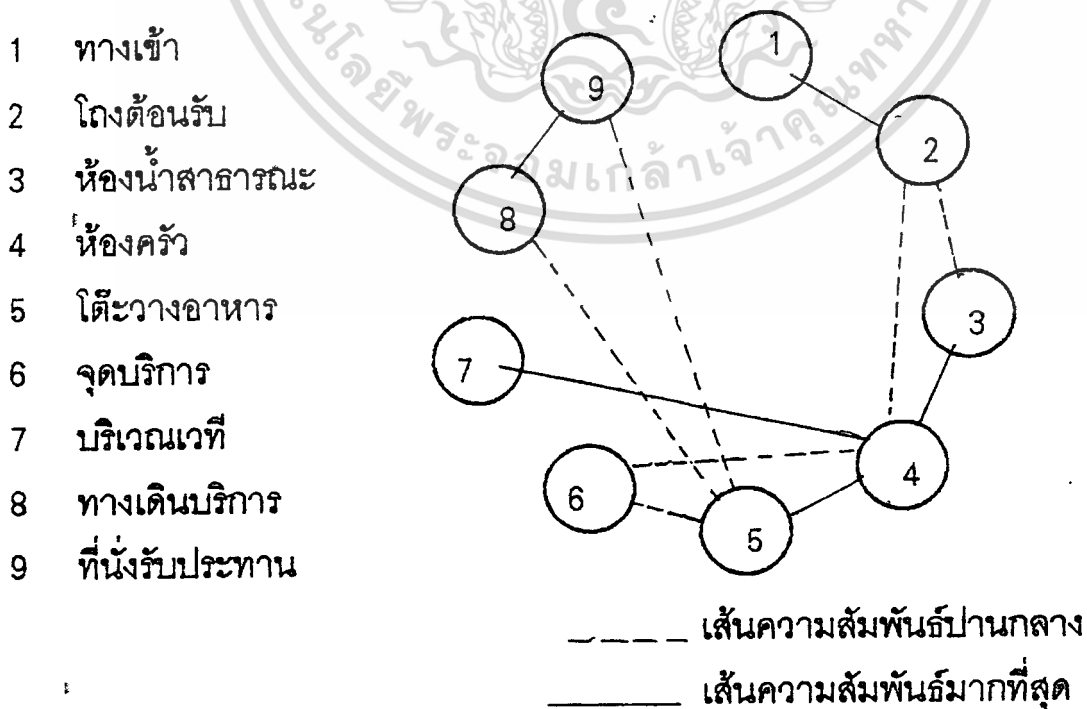 1 ทางเข้า
2 โถงต้อนรับ
3 ห้องน้ำสาธารณะ
4 ห้องครัว
5 โต๊ะวางอาหาร
6 จุดบริการ
7 บริเวณเวที
8 ทางเดินบริการ
9 ที่นั่งรับประทาน
1
9
2
8
3
7
4
6
5
เส้นความสัมพันธ์ปานกลาง
เส้นความสัมพันธ์มากที่สุด